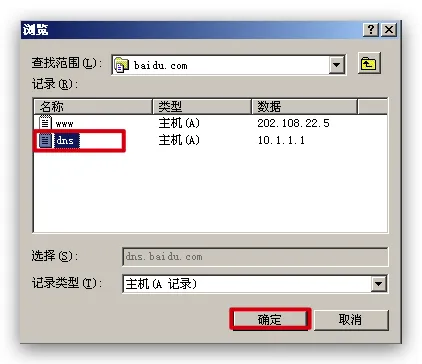 浏览
查找范围(L): baidu.com
记录(R):
名称 类型 数据
www 主机(A) 202.108.22.5
dns 主机(A) 10.1.1.1
选择(S): dns.baidu.com
记录类型(T): 主机(A 记录)
确定 取消